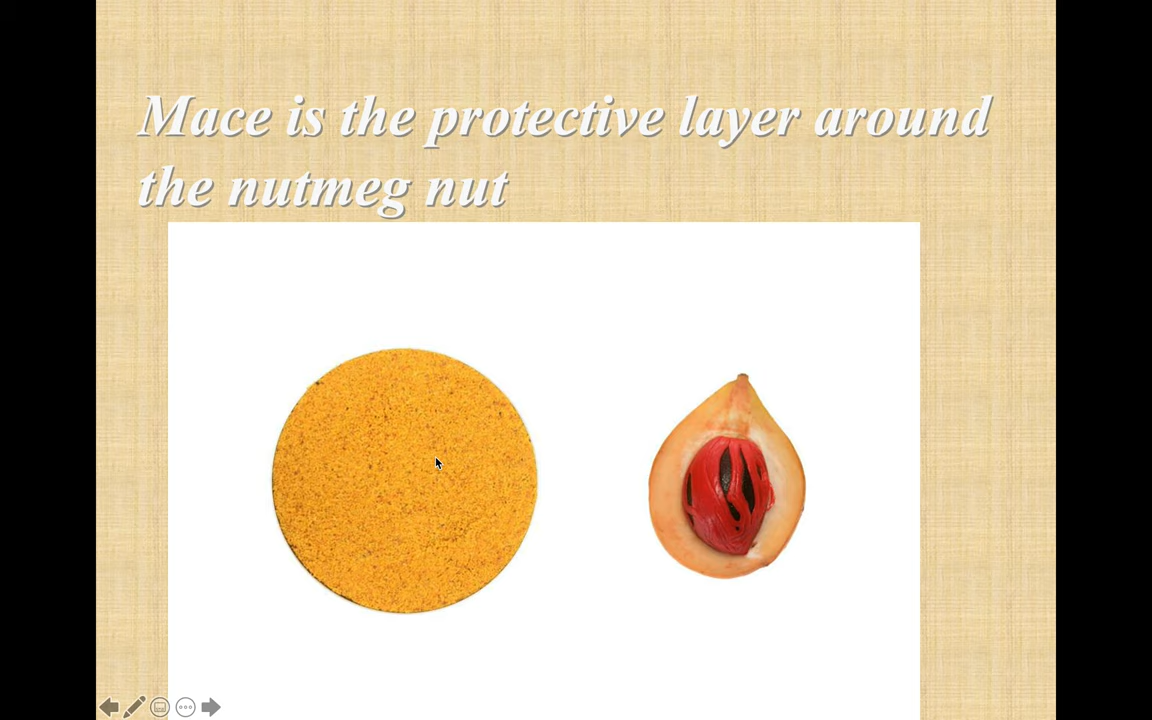 Mace is the protective layer around
the nutmeg nut